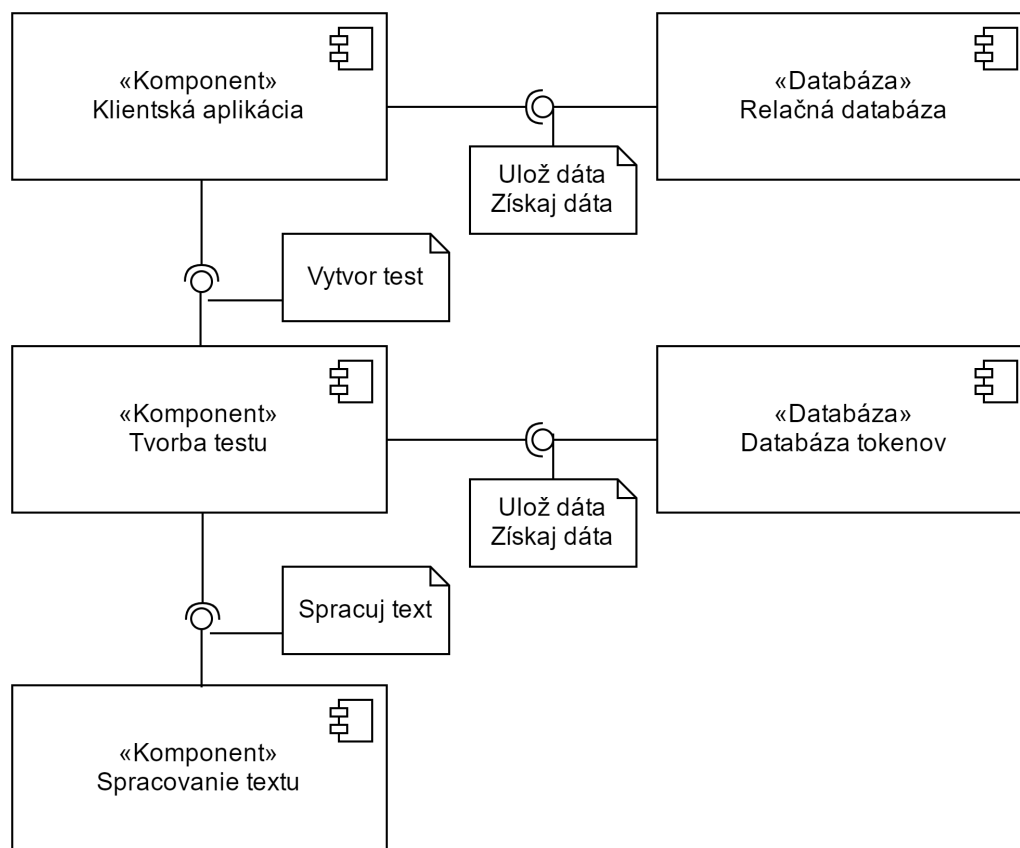 «Komponent»
Klientská aplikácia
«Databáza»
Relačná databáza
Ulož dáta
Získaj dáta
Vytvor test
«Komponent»
Tvorba testu
«Databáza»
Databáza tokenov
Ulož dáta
Získaj dáta
Spracuj text
«Komponent»
Spracovanie textu